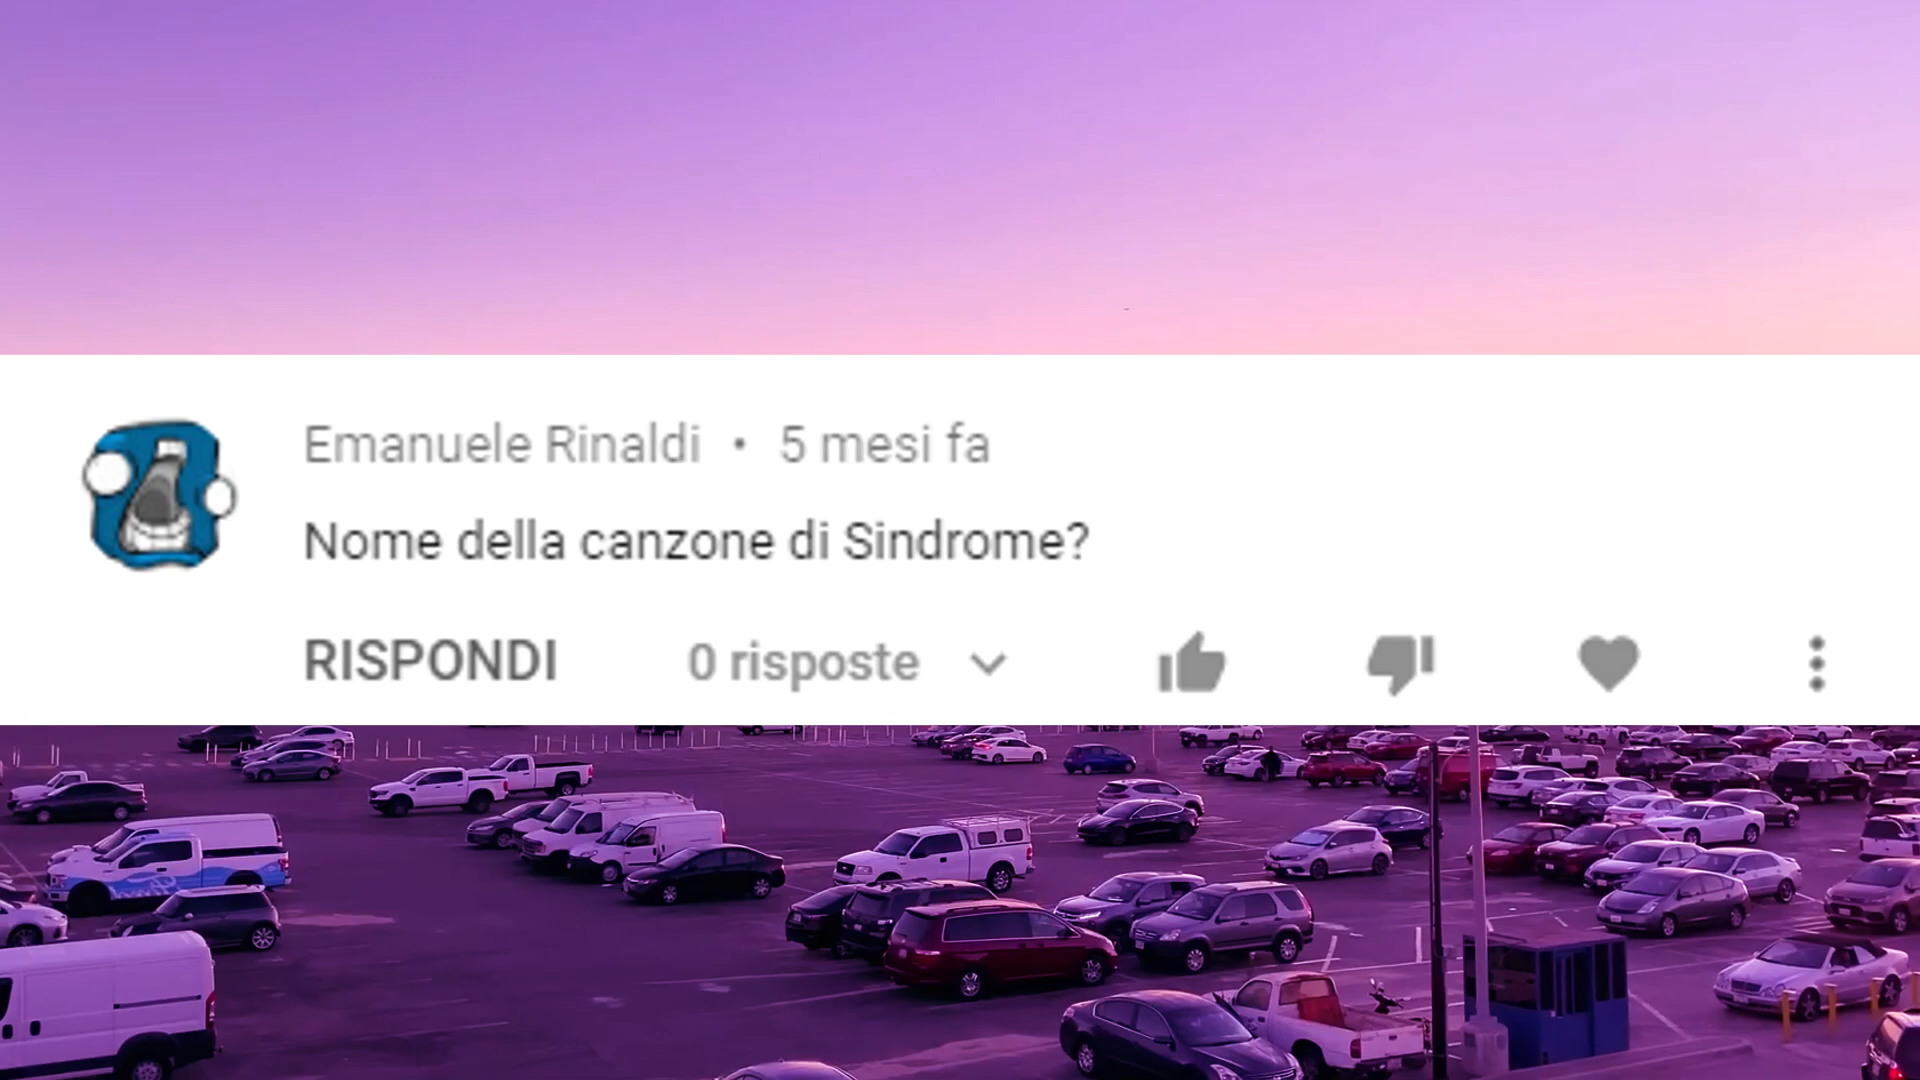 Emanuele Rinaldi • 5 mesi fa
Nome della canzone di Sindrome?
RISPONDI 0 risposte